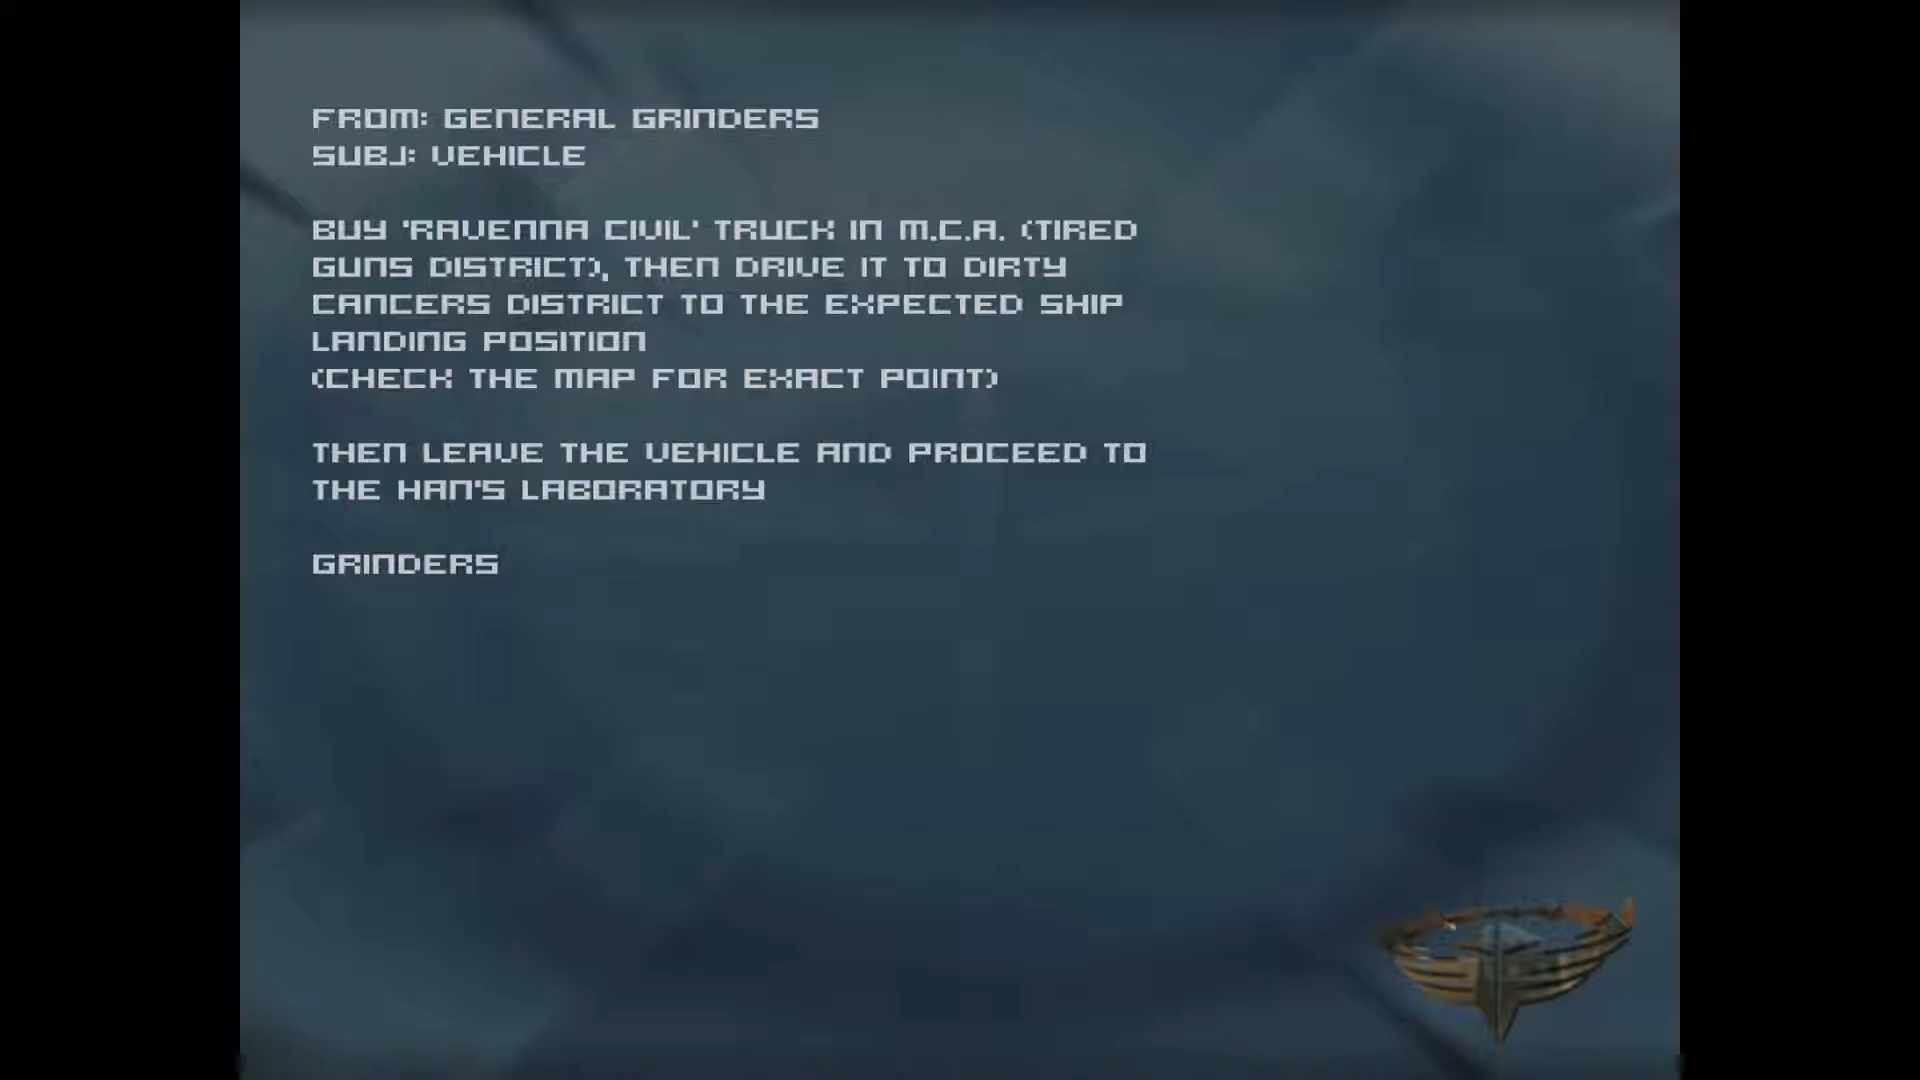 FROM: GENERAL GRINDERS
SUBJ: VEHICLE
BUY 'RAVENNA CIVIL' TRUCK IN M.C.A. (TIRED
GUNS DISTRICT), THEN DRIVE IT TO DIRTY
CANCERS DISTRICT TO THE EXPECTED SHIP
LANDING POSITION
(CHECK THE MAP FOR EXACT POINT)
THEN LEAVE THE VEHICLE AND PROCEED TO
THE HAN'S LABORATORY
GRINDERS